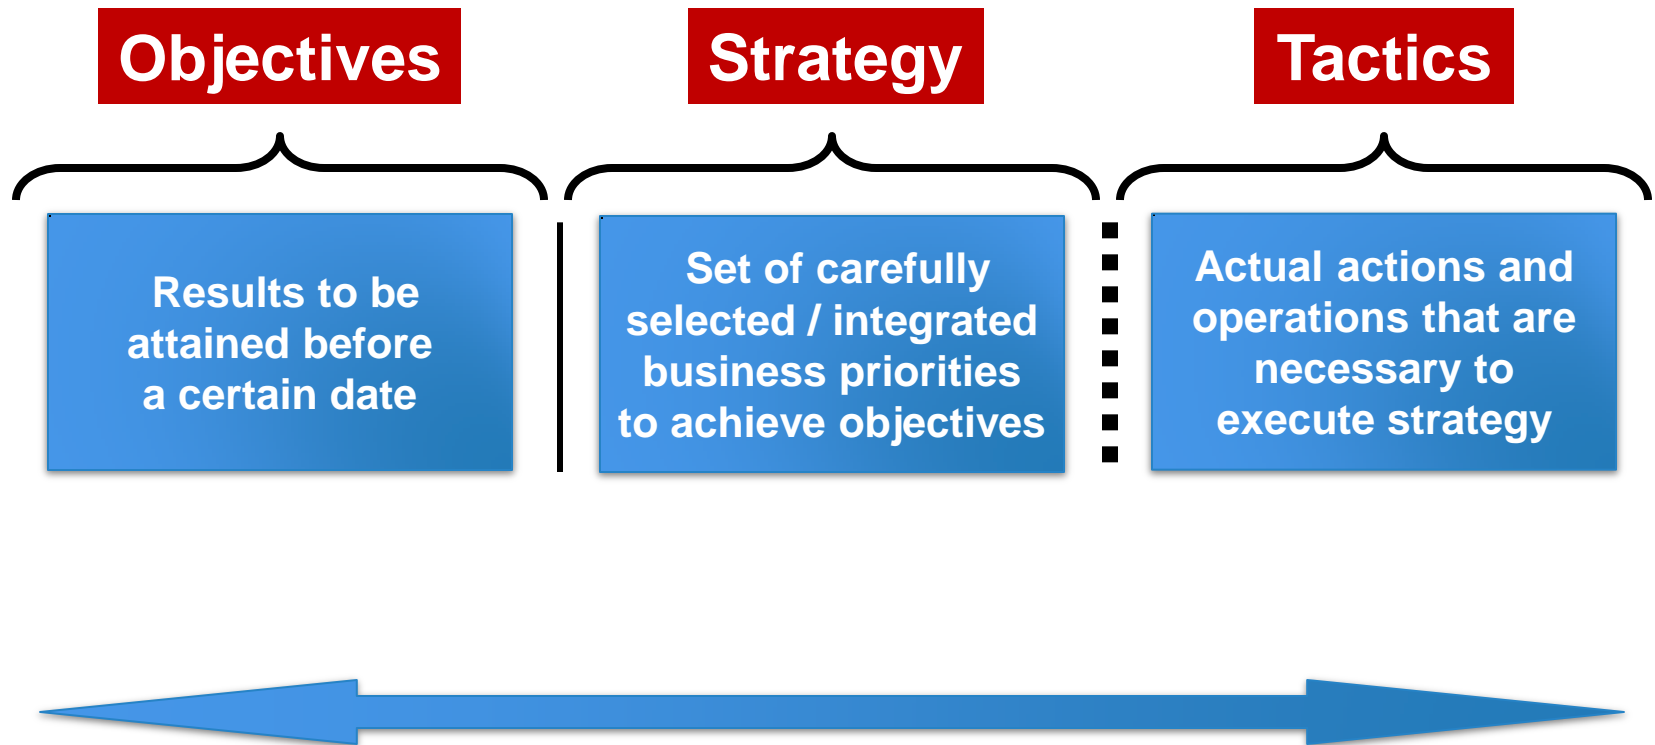 Objectives
Strategy
Tactics
Results to be
attained before
a certain date
Set of carefully
selected / integrated
business priorities
to achieve objectives
Actual actions and
operations that are
necessary to
execute strategy